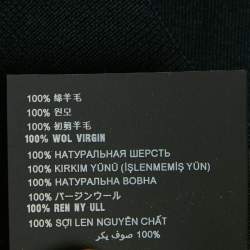 100% 绵羊毛
100% 원모
100% 初剪羊毛
100% WOL VIRGIN
100% НАТУРАЛЬНАЯ ШЕРСТЬ
100% KIRKIM YÜNÜ (İŞLENMEMİŞ YÜN)
100% НАТУРАЛЬНА ВОВНА
100% バージンウール
100% REN NY ULL
100% SỢI LEN NGUYÊN CHẤT
100% صوف بكر